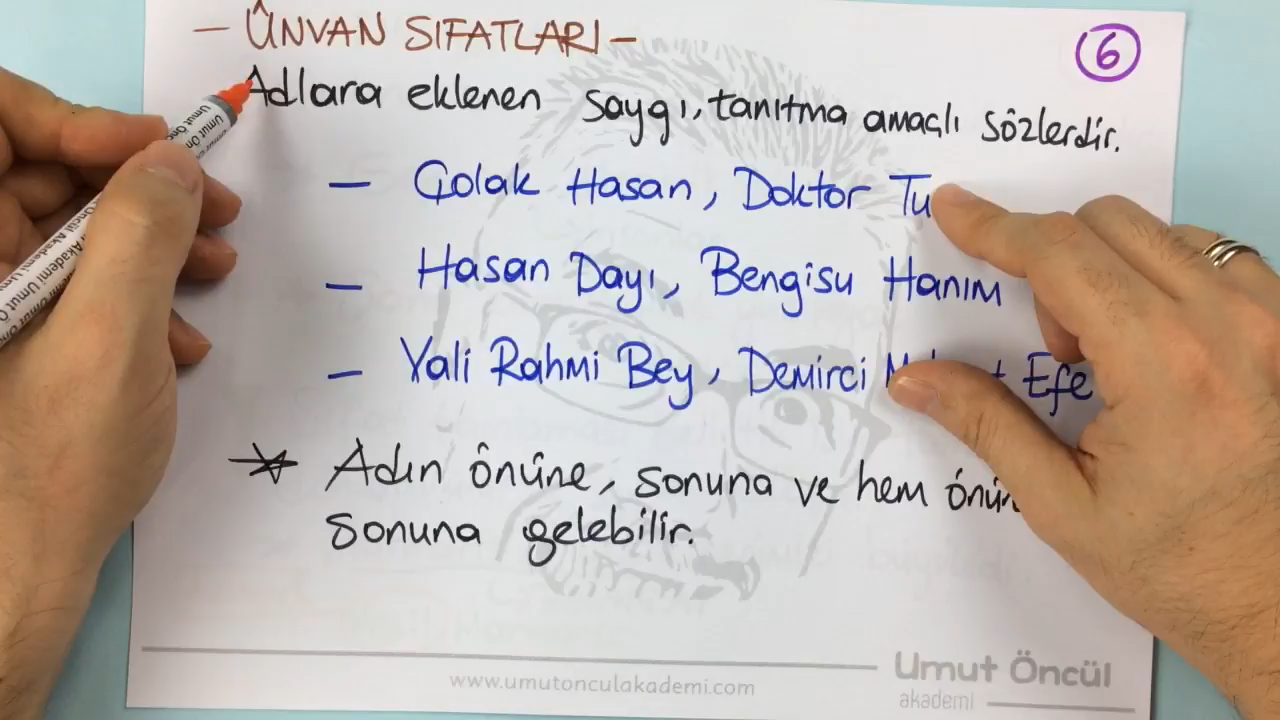 - ÜNVAN SIFATLARI -
6
Adlara eklenen saygı, tanıtma amaçlı sözlerdir.
- Çolak Hasan, Doktor Tu
- Hasan Dayı, Bengisu Hanım
- Vali Rahmi Bey, Demirci Efe
* Adın önüne, sonuna ve hem
sonuna gelebilir.
Umut Öncül
akademi
www.umutonculakademi.com